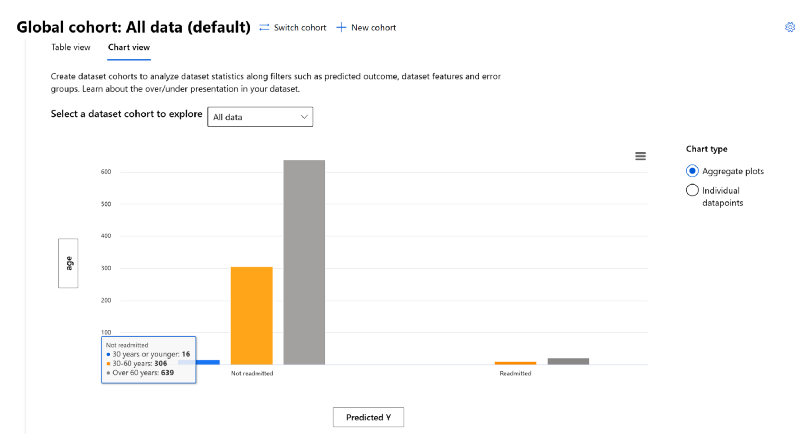 Global cohort: All data (default) Switch cohort + New cohort
Table view Chart view
Create dataset cohorts to analyze dataset statistics along filters such as predicted outcome, dataset features and error
groups. Learn about the over/under presentation in your dataset.
Select a dataset cohort to explore All data
Chart type
Aggregate plots
Individual
datapoints
600
500
400
300
200
100
age
Not readmitted
30 years or younger: 16
30-60 years: 306
Over 60 years: 639
Not readmitted Readmitted
Predicted Y